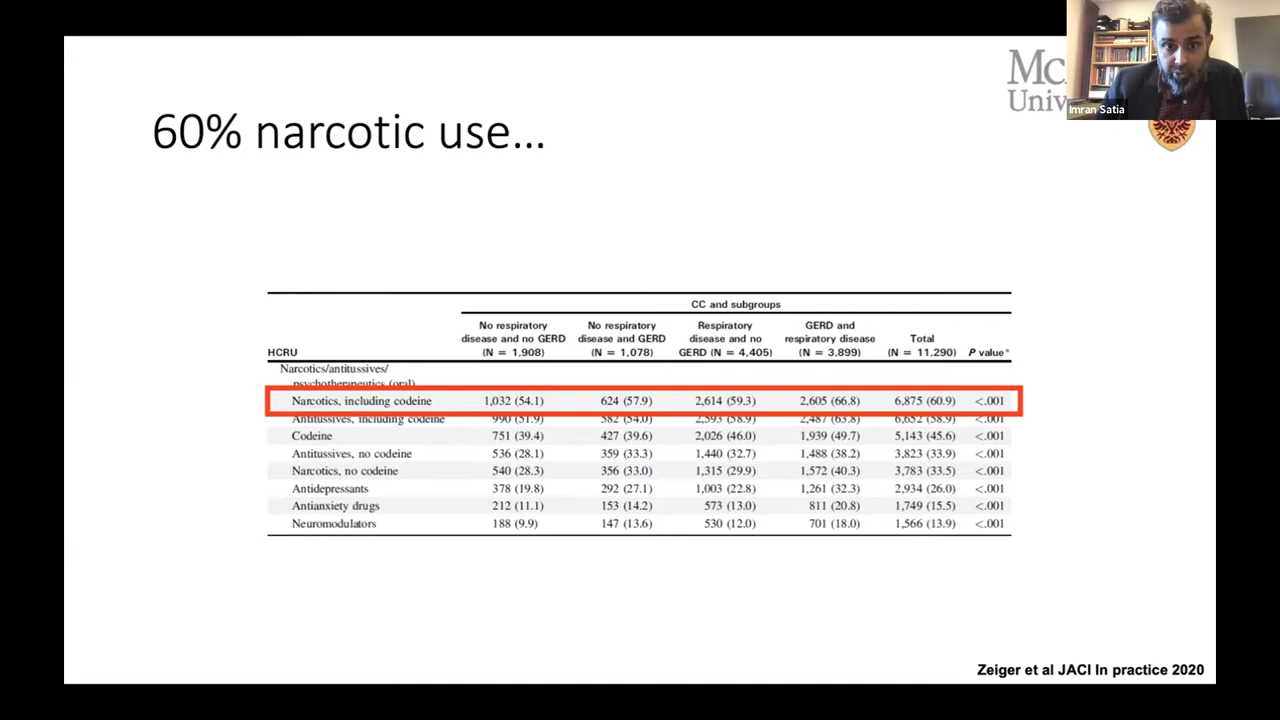 Mc
Univ
Imran Satia
60% narcotic use...
CC and subgroups
No respiratory disease and no GERD (N = 1,908)
No respiratory disease and GERD (N = 1,078)
Respiratory disease and no GERD (N = 4,405)
GERD and respiratory disease (N = 3,899)
Total (N = 11,290)
HCRU P value*
Narcotics/antitussives/
psychotherapeutics (oral)
Narcotics, including codeine 1,032 (54.1) 624 (57.9) 2,614 (59.3) 2,605 (66.8) 6,875 (60.9) <.001
Antitussives, including codeine 990 (51.9) 582 (54.0) 2,593 (58.9) 2,487 (63.8) 6,652 (58.9) <.001
Codeine 751 (39.4) 427 (39.6) 2,026 (46.0) 1,939 (49.7) 5,143 (45.6) <.001
Antitussives, no codeine 536 (28.1) 359 (33.3) 1,440 (32.7) 1,488 (38.2) 3,823 (33.9) <.001
Narcotics, no codeine 540 (28.3) 356 (33.0) 1,315 (29.9) 1,572 (40.3) 3,783 (33.5) <.001
Antidepressants 378 (19.8) 292 (27.1) 1,003 (22.8) 1,261 (32.3) 2,934 (26.0) <.001
Antianxiety drugs 212 (11.1) 153 (14.2) 573 (13.0) 811 (20.8) 1,749 (15.5) <.001
Neuromodulators 188 (9.9) 147 (13.6) 530 (12.0) 701 (18.0) 1,566 (13.9) <.001
Zeiger et al JACI In practice 2020